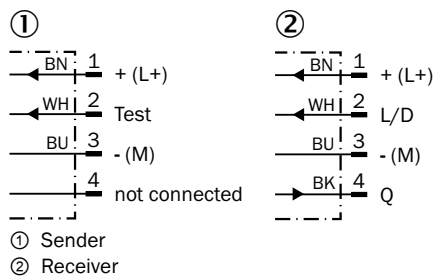 ① ②
BN 1 + (L+) BN 1 + (L+)
WH 2 Test WH 2 L/D
BU 3 - (M) BU 3 - (M)
4 not connected BK 4 Q
① Sender
② Receiver